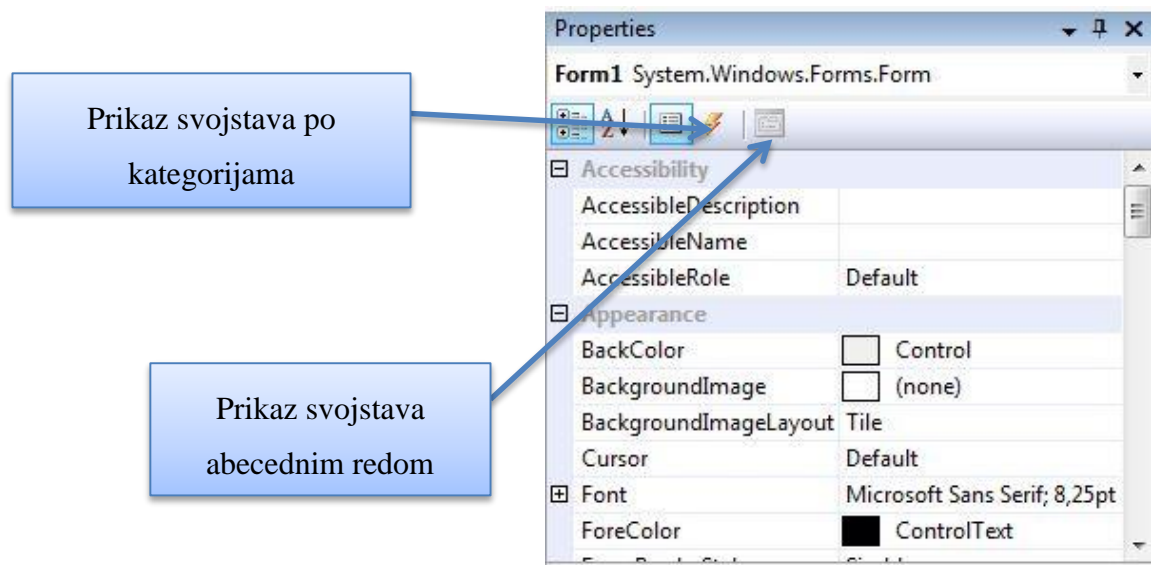 Properties
Form1 System.Windows.Forms.Form
Prikaz svojstava po
kategorijama
Accessibility
AccessibleDescription
AccessibleName
AccessibleRole Default
Appearance
BackColor Control
BackgroundImage (none)
BackgroundImageLayout Tile
Cursor Default
Font Microsoft Sans Serif; 8,25pt
ForeColor ControlText
Prikaz svojstava
abecednim redom